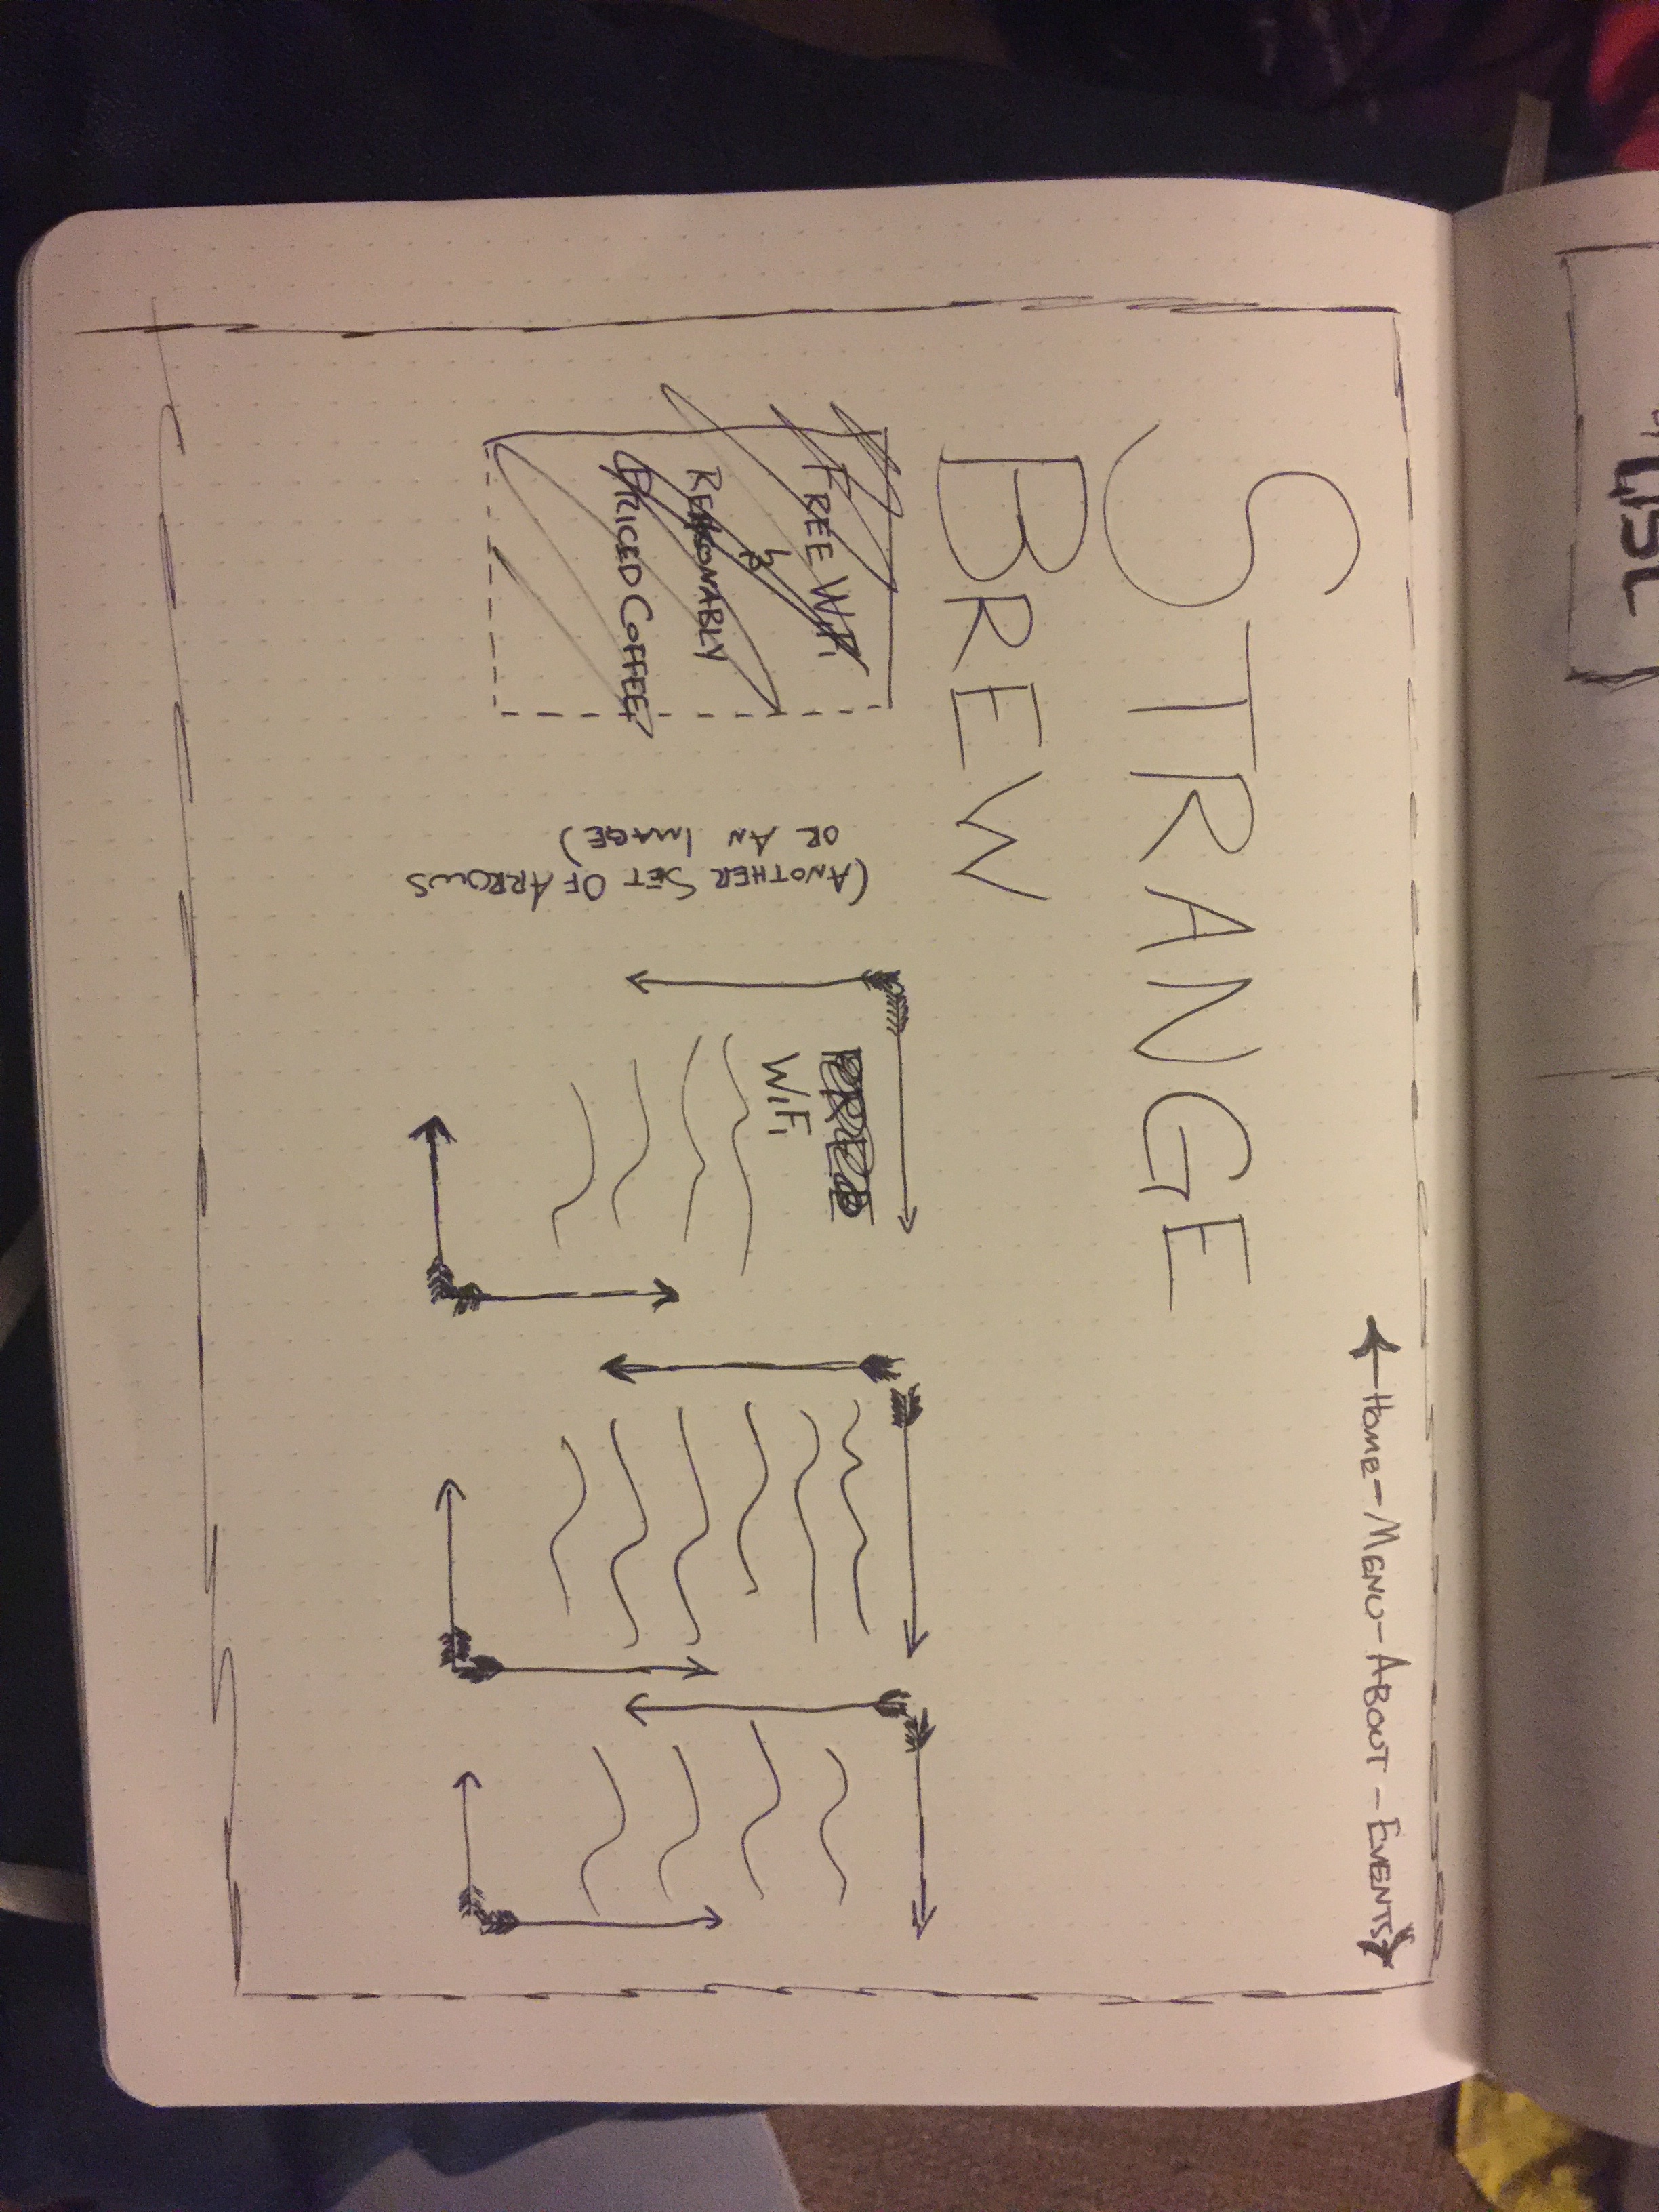 ←Home-MENU-ABOUT-EVENTS→
STRANGE
BREW
FREE WiFi
&
REASONABLY
PRICED COFFEE
(ANOTHER SET OF ARROWS
OR AN IMAGE)
WiFi